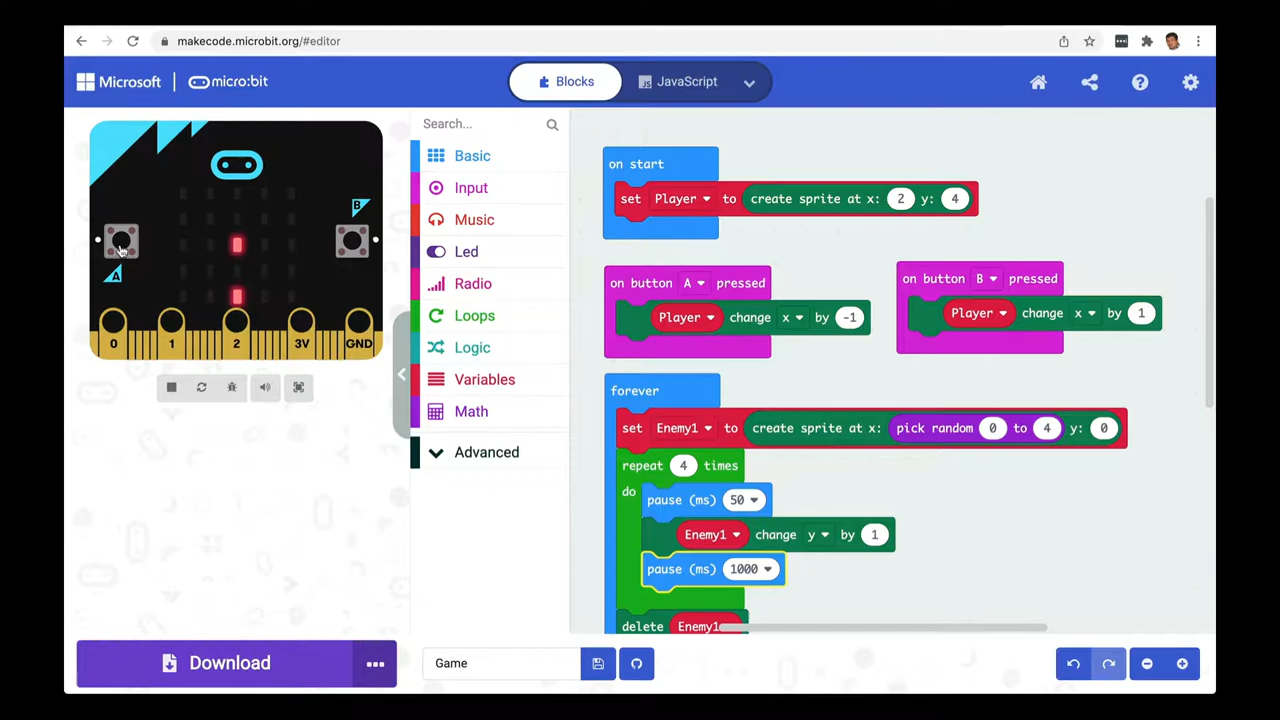 makecode.microbit.org/#editor
Microsoft
micro:bit
Blocks
JS
JavaScript
A
B
0
1
2
3V
GND
Search...
Basic
Input
Music
Led
Radio
Loops
Logic
Variables
Math
Advanced
on start
set Player to create sprite at x: 2 y: 4
on button A pressed
Player change x by -1
on button B pressed
Player change x by 1
forever
set Enemy1 to create sprite at x: pick random 0 to 4 y: 0
repeat 4 times
do
pause (ms) 50
Enemy1 change y by 1
pause (ms) 1000
delete Enemy1
Download
Game